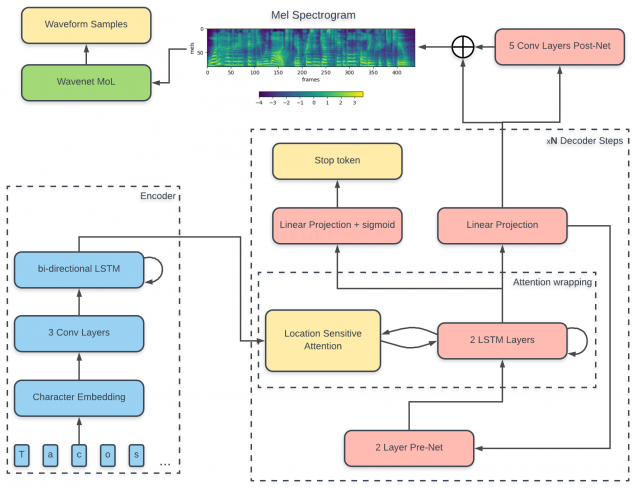 Waveform Samples
Wavenet MoL
Mel Spectrogram
mels
0
50
0 50 100 150 200 250 300 350 400
frames
−4 −3 −2 −1 0 1 2 3
5 Conv Layers Post-Net
xN Decoder Steps
Stop token
Linear Projection + sigmoid
Linear Projection
Encoder
bi-directional LSTM
3 Conv Layers
Character Embedding
T a c o s ...
Attention wrapping
Location Sensitive
Attention
2 LSTM Layers
2 Layer Pre-Net